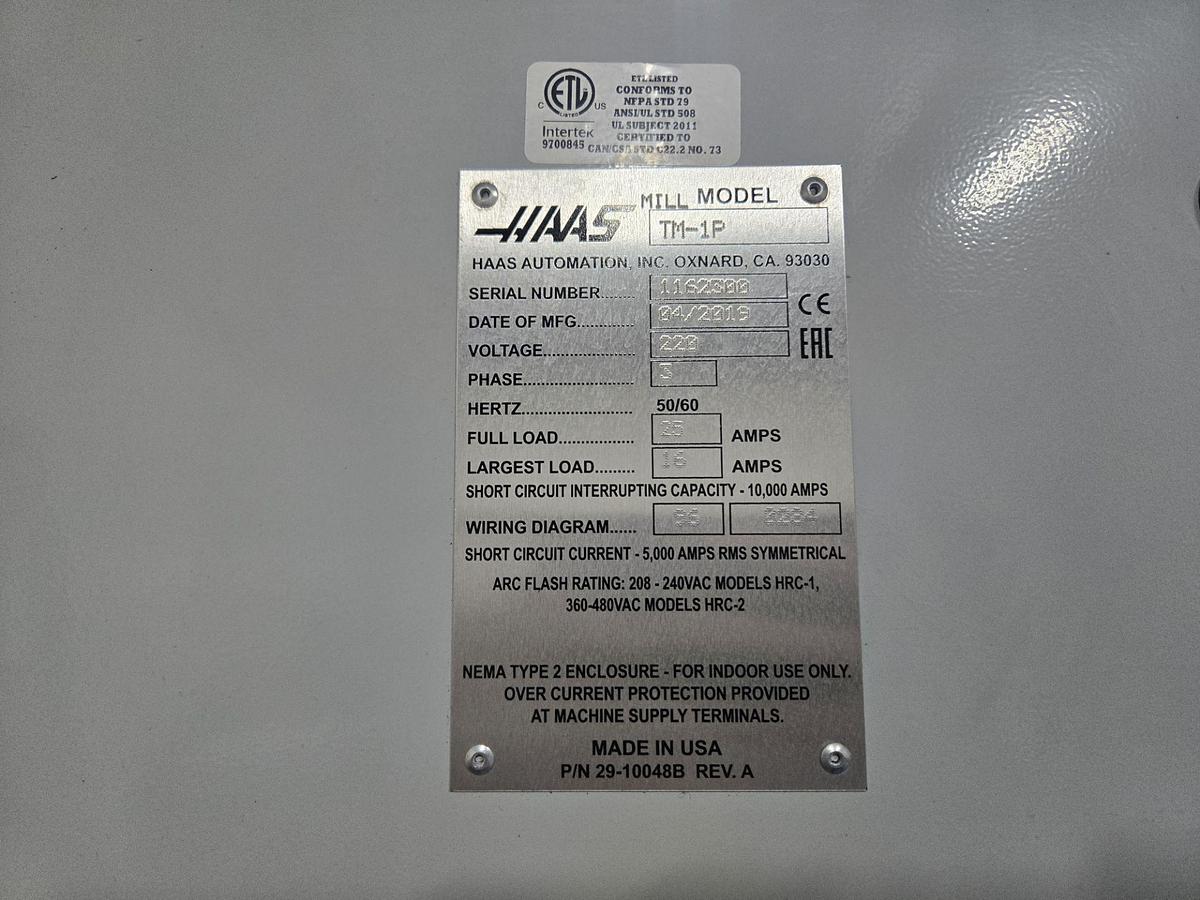 ETL LISTED
CONFORMS TO
NFPA STD 79
ANSI/UL STD 508
UL SUBJECT 2011
CERTIFIED TO
CAN/CSA STD C22.2 NO. 73
C ETL US
LISTED
Intertek
9700845
HAAS
MILL MODEL
TM-1P
HAAS AUTOMATION, INC. OXNARD, CA. 93030
SERIAL NUMBER........ 1162300
DATE OF MFG............
VOLTAGE................... 220
CE
EAC
PHASE....................... 3
HERTZ....................... 50/60
FULL LOAD................ 25 AMPS
LARGEST LOAD......... 16 AMPS
SHORT CIRCUIT INTERRUPTING CAPACITY - 10,000 AMPS
WIRING DIAGRAM......
SHORT CIRCUIT CURRENT - 5,000 AMPS RMS SYMMETRICAL
ARC FLASH RATING: 208 - 240VAC MODELS HRC-1,
360-480VAC MODELS HRC-2
NEMA TYPE 2 ENCLOSURE - FOR INDOOR USE ONLY.
OVER CURRENT PROTECTION PROVIDED
AT MACHINE SUPPLY TERMINALS.
MADE IN USA
P/N 29-10048B REV. A